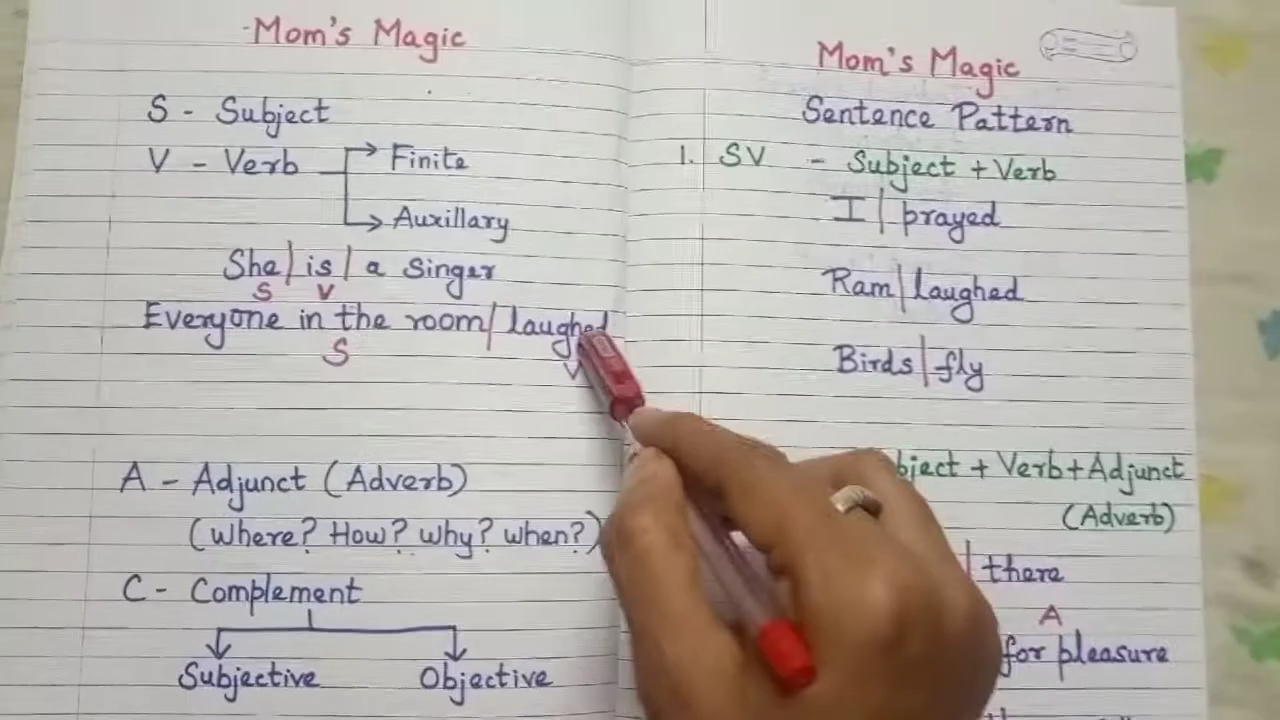 Mom's Magic
S - Subject
V - Verb Finite
Auxillary
She | is | a singer
S V
Everyone in the room | laughed
S V
A - Adjunct (Adverb)
(Where? How? Why? when?)
C - Complement
Subjective Objective
Mom's Magic
Sentence Pattern
1. SV - Subject + Verb
I | prayed
Ram | laughed
Birds | fly
+ Verb + Adjunct
(Adverb)
| there
A
for pleasure